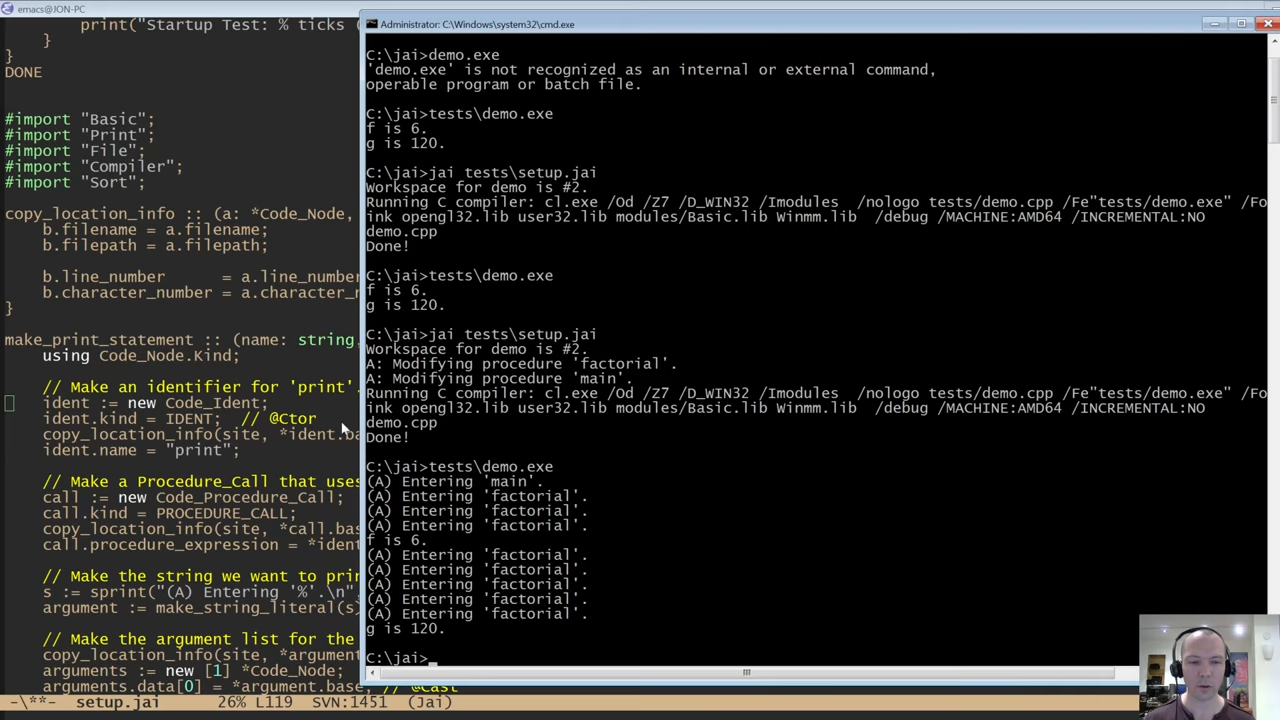 emacs@JON-PC
print("Startup Test: % ticks (
}
}
DONE
#import "Basic";
#import "Print";
#import "File";
#import "Compiler";
#import "Sort";
copy_location_info :: (a: *Code_Node,
b.filename = a.filename;
b.filepath = a.filepath;
b.line_number      = a.line_numbe
b.character_number = a.character_
}
make_print_statement :: (name: string,
using Code_Node.Kind;
// Make an identifier for 'print'.
ident := new Code_Ident;
ident.kind = IDENT;  // @Ctor
copy_location_info(site, *ident.ba
ident.name = "print";
// Make a Procedure_Call that uses
call := new Code_Procedure_Call;
call.kind = PROCEDURE_CALL;
copy_location_info(site, *call.bas
call.procedure_expression = *ident
// Make the string we want to prin
s := sprint("(A) Entering '%'.\n",
argument := make_string_literal(s)
// Make the argument list for the
copy_location_info(site, *argument
arguments := new [1] *Code_Node;
arguments.data[0] = *argument.base; // @Cast
-\**-  setup.jai      26% L119  SVN:1451  (Jai)
Administrator: C:\Windows\system32\cmd.exe
C:\jai>demo.exe
'demo.exe' is not recognized as an internal or external command,
operable program or batch file.
C:\jai>tests\demo.exe
f is 6.
g is 120.
C:\jai>jai tests\setup.jai
Workspace for demo is #2.
Running C compiler: cl.exe /Od /Z7 /D_WIN32 /Imodules  /nologo tests/demo.cpp /Fe"tests/demo.exe" /Fo
ink opengl32.lib user32.lib modules/Basic.lib Winmm.lib  /debug /MACHINE:AMD64 /INCREMENTAL:NO
demo.cpp
Done!
C:\jai>tests\demo.exe
f is 6.
g is 120.
C:\jai>jai tests\setup.jai
Workspace for demo is #2.
A: Modifying procedure 'factorial'.
A: Modifying procedure 'main'.
Running C compiler: cl.exe /Od /Z7 /D_WIN32 /Imodules  /nologo tests/demo.cpp /Fe"tests/demo.exe" /Fo
ink opengl32.lib user32.lib modules/Basic.lib Winmm.lib  /debug /MACHINE:AMD64 /INCREMENTAL:NO
demo.cpp
Done!
C:\jai>tests\demo.exe
(A) Entering 'main'.
(A) Entering 'factorial'.
(A) Entering 'factorial'.
(A) Entering 'factorial'.
f is 6.
(A) Entering 'factorial'.
(A) Entering 'factorial'.
(A) Entering 'factorial'.
(A) Entering 'factorial'.
(A) Entering 'factorial'.
g is 120.
C:\jai>